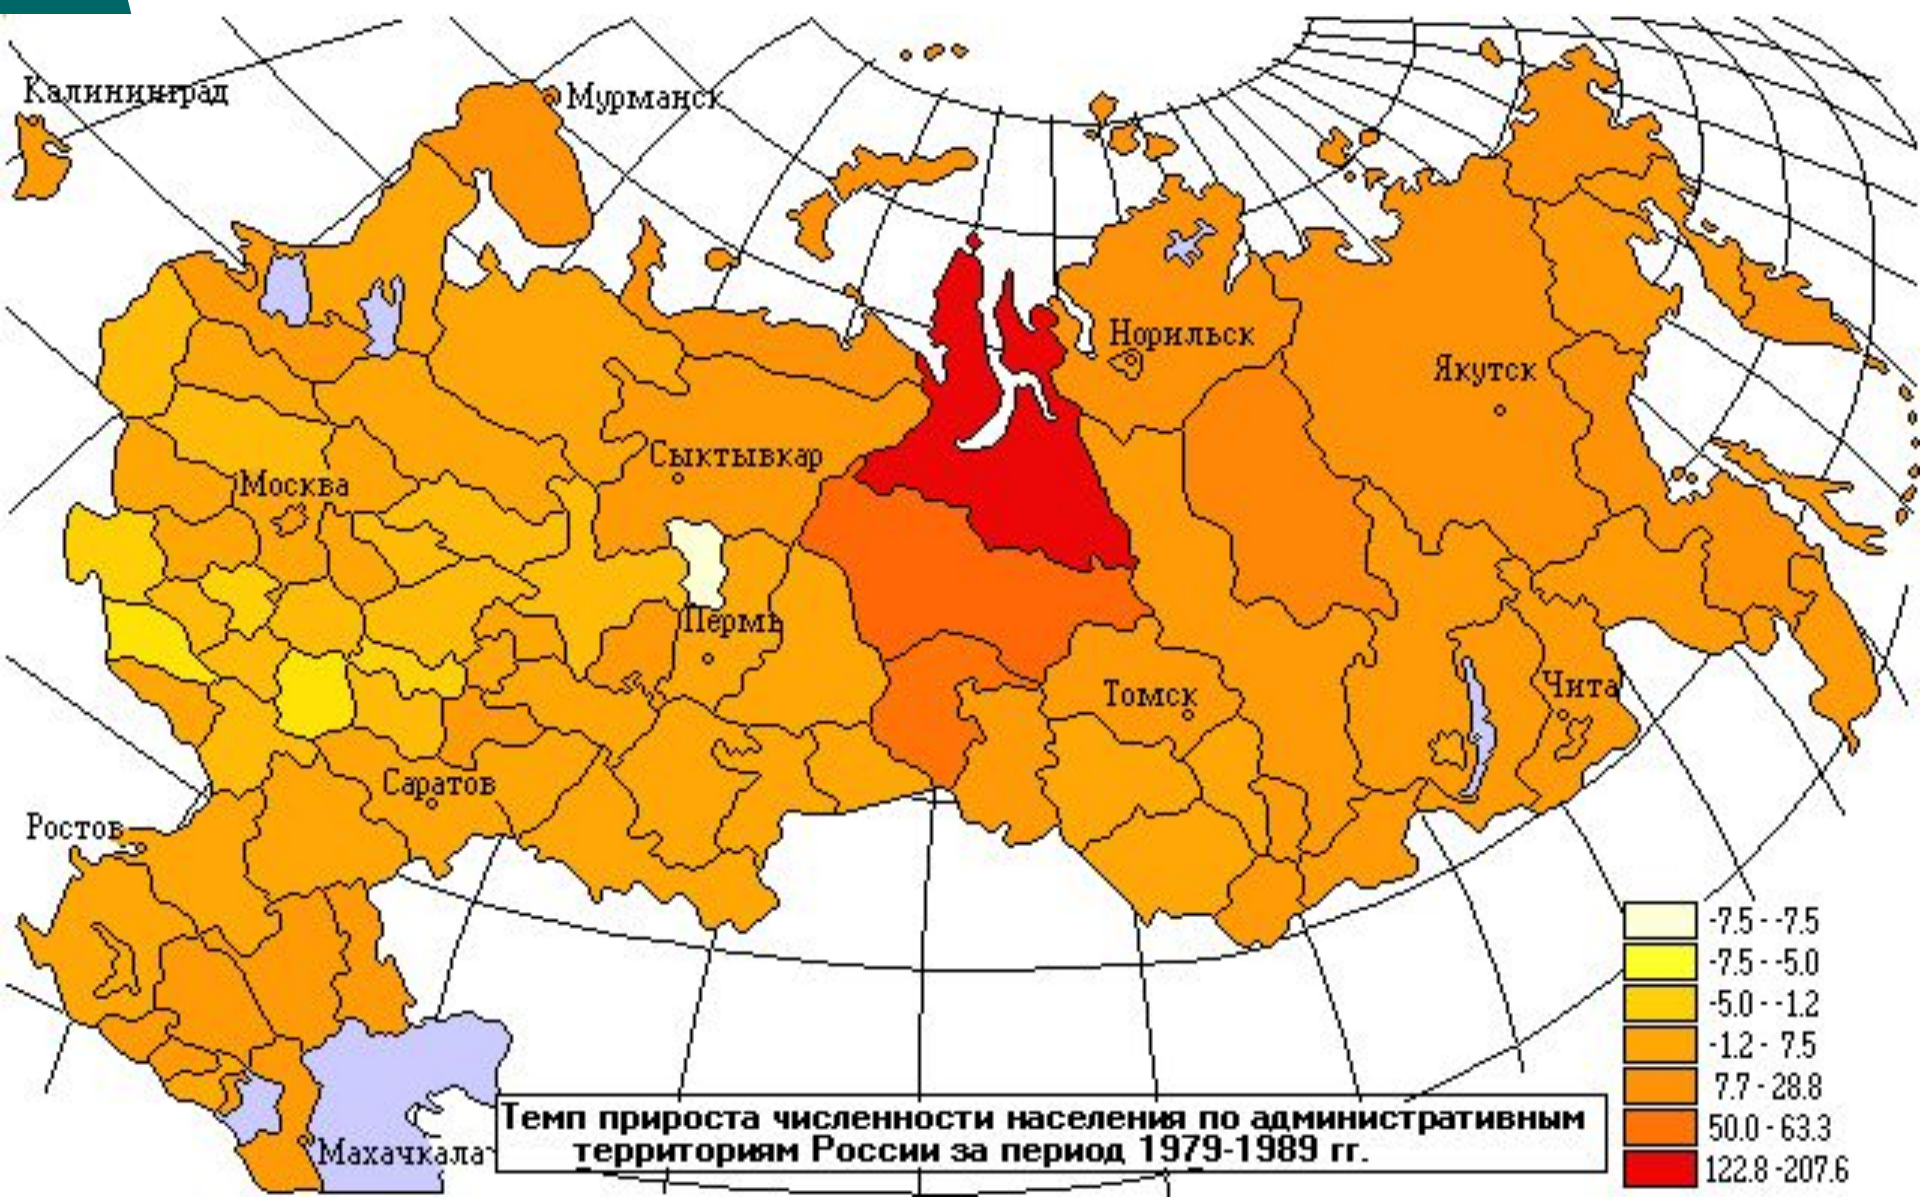 Калининград
Мурманск
Норильск
Якутск
Сыктывкар
Москва
Пермь
Томск
Чита
Саратов
Ростов
Махачкала
-7.5 - -7.5
-7.5 - -5.0
-5.0 - -1.2
-1.2 - 7.5
7.7 - 28.8
50.0 - 63.3
122.8 -207.6
Темп прироста численности населения по административным
территориям России за период 1979-1989 гг.